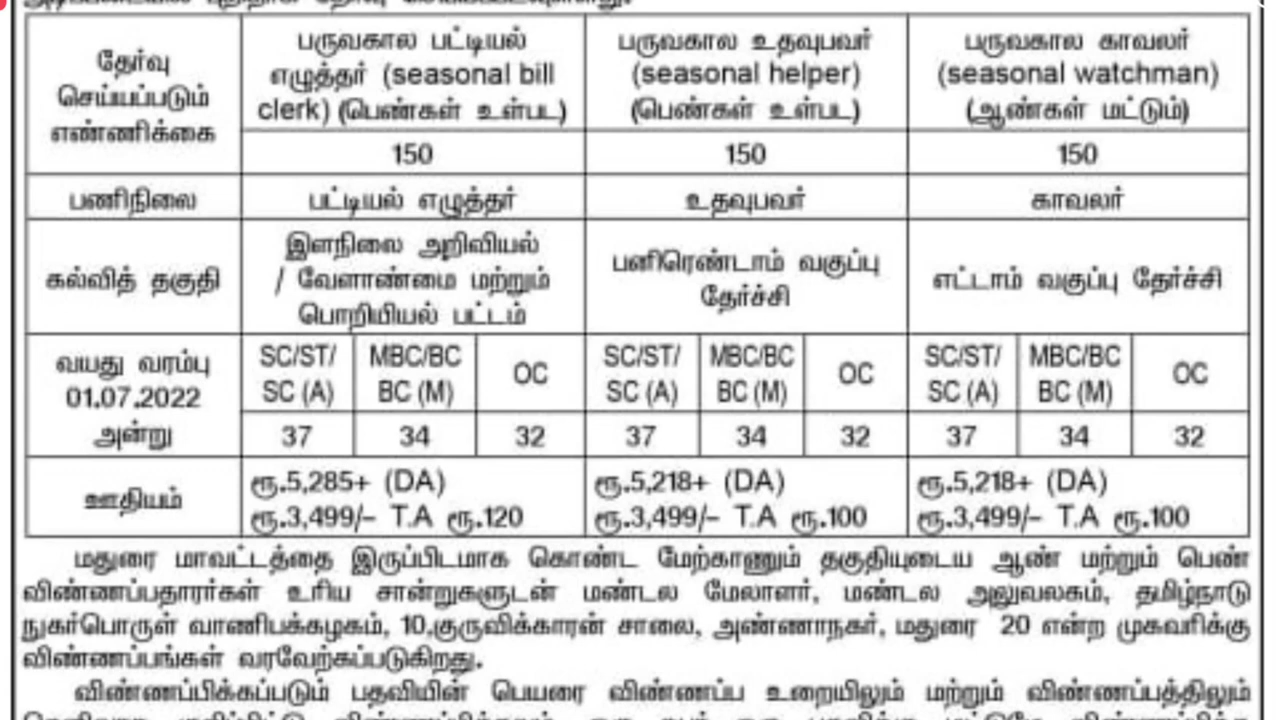 தேர்வு செய்யப்படும் எண்ணிக்கை
பருவகால பட்டியல் எழுத்தர் (seasonal bill clerk) (பெண்கள் உள்பட)
பருவகால உதவுபவர் (seasonal helper) (பெண்கள் உள்பட)
பருவகால காவலர் (seasonal watchman) (ஆண்கள் மட்டும்)
150 150 150
பணிநிலை பட்டியல் எழுத்தர் உதவுபவர் காவலர்
கல்வித் தகுதி
இளநிலை அறிவியல் / வேளாண்மை மற்றும் பொறியியல் பட்டம்
பனிரெண்டாம் வகுப்பு தேர்ச்சி
எட்டாம் வகுப்பு தேர்ச்சி
வயது வரம்பு 01.07.2022 அன்று
SC/ST/ SC (A) MBC/BC BC (M) OC SC/ST/ SC (A) MBC/BC BC (M) OC SC/ST/ SC (A) MBC/BC BC (M) OC
37 34 32 37 34 32 37 34 32
ஊதியம்
ரூ.5,285+ (DA)
ரூ.3,499/– T.A ரூ.120
ரூ.5,218+ (DA)
ரூ.3,499/– T.A ரூ.100
ரூ.5,218+ (DA)
ரூ.3,499/– T.A ரூ.100
மதுரை மாவட்டத்தை இருப்பிடமாக கொண்ட மேற்காணும் தகுதியுடைய ஆண் மற்றும் பெண்
விண்ணப்பதாரர்கள் உரிய சான்றுகளுடன் மண்டல மேலாளர், மண்டல அலுவலகம், தமிழ்நாடு
நுகர்பொருள் வாணிபக்கழகம், 10,குருவிக்காரன் சாலை, அண்ணாநகர், மதுரை 20 என்ற முகவரிக்கு
விண்ணப்பங்கள் வரவேற்கப்படுகிறது.
விண்ணப்பிக்கப்படும் பதவியின் பெயரை விண்ணப்ப உறையிலும் மற்றும் விண்ணப்பத்திலும்